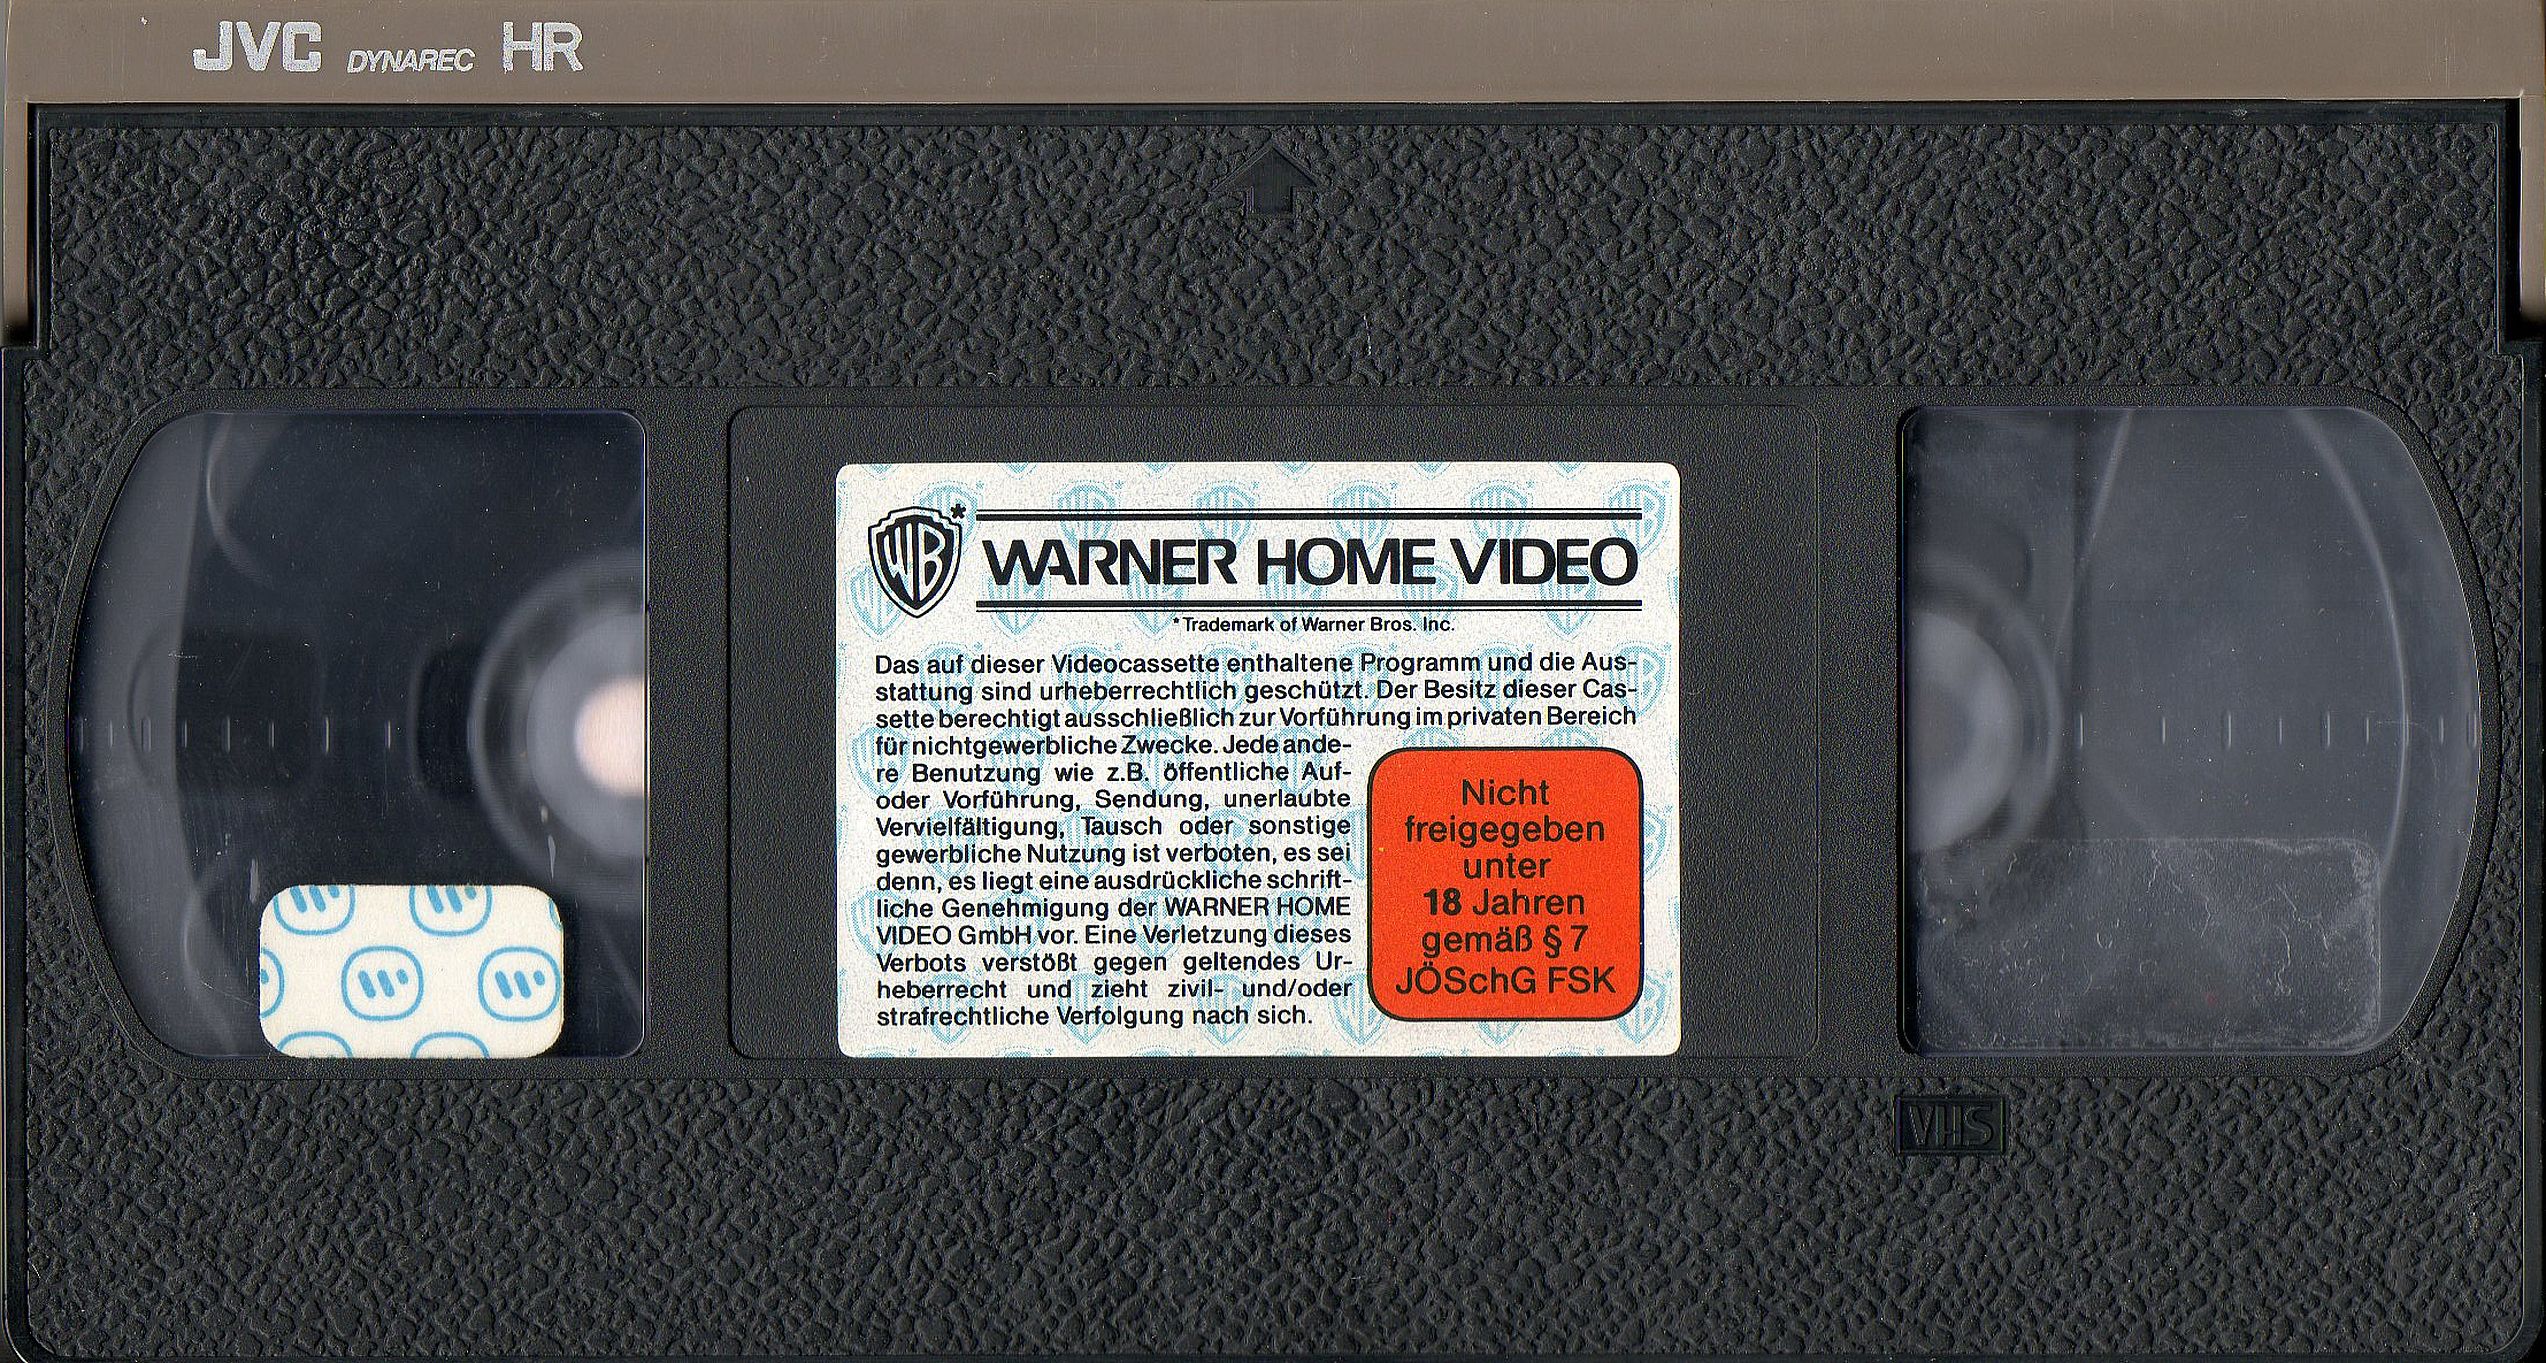 JVC DYNAREC HR
WB*
WARNER HOME VIDEO
* Trademark of Warner Bros. Inc.
Das auf dieser Videocassette enthaltene Programm und die Aus-
stattung sind urheberrechtlich geschützt. Der Besitz dieser Cas-
sette berechtigt ausschließlich zur Vorführung im privaten Bereich
für nichtgewerbliche Zwecke. Jede ande-
re Benutzung wie z.B. öffentliche Auf-
oder Vorführung, Sendung, unerlaubte
Vervielfältigung, Tausch oder sonstige
gewerbliche Nutzung ist verboten, es sei
denn, es liegt eine ausdrückliche schrift-
liche Genehmigung der WARNER HOME
VIDEO GmbH vor. Eine Verletzung dieses
Verbots verstößt gegen geltendes Ur-
heberrecht und zieht zivil- und/oder
strafrechtliche Verfolgung nach sich.
Nicht
freigegeben
unter
18 Jahren
gemäß § 7
JÖSchG FSK
VHS